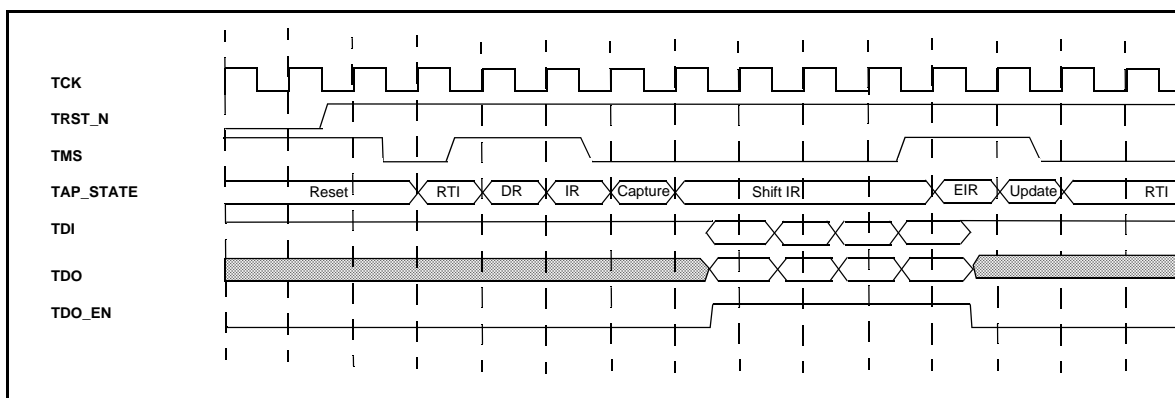 TCK
TRST_N
TMS
TAP_STATE Reset RTI DR IR Capture Shift IR EIR Update RTI
TDI
TDO
TDO_EN